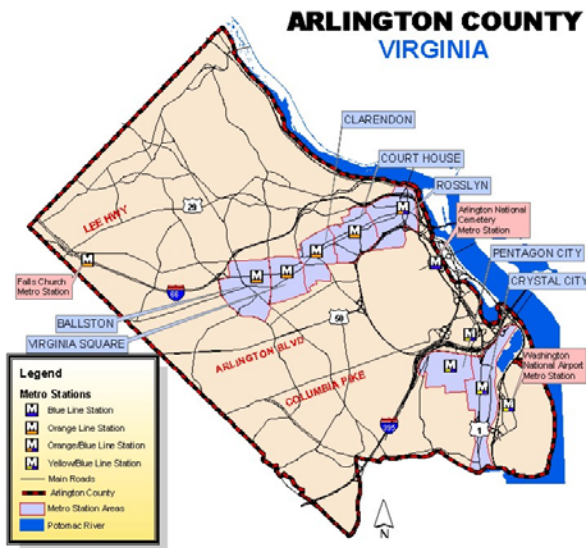 ARLINGTON COUNTY
VIRGINIA
CLARENDON
COURT HOUSE
ROSSLYN
Arlington National
Cemetery
Metro Station
PENTAGON CITY
CRYSTAL CITY
LEE HWY
29
Falls Church
Metro Station
66
BALLSTON
VIRGINIA SQUARE
50
ARLINGTON BLVD
COLUMBIA PIKE
Washington
National Airport
Metro Station
395
1
Legend
Metro Stations
M Blue Line Station
M Orange Line Station
M Orange/Blue Line Station
M Yellow/Blue Line Station
Main Roads
Arlington County
Metro Station Areas
Potomac River
N
M
M
M
M
M
M
M
M
M
M
M